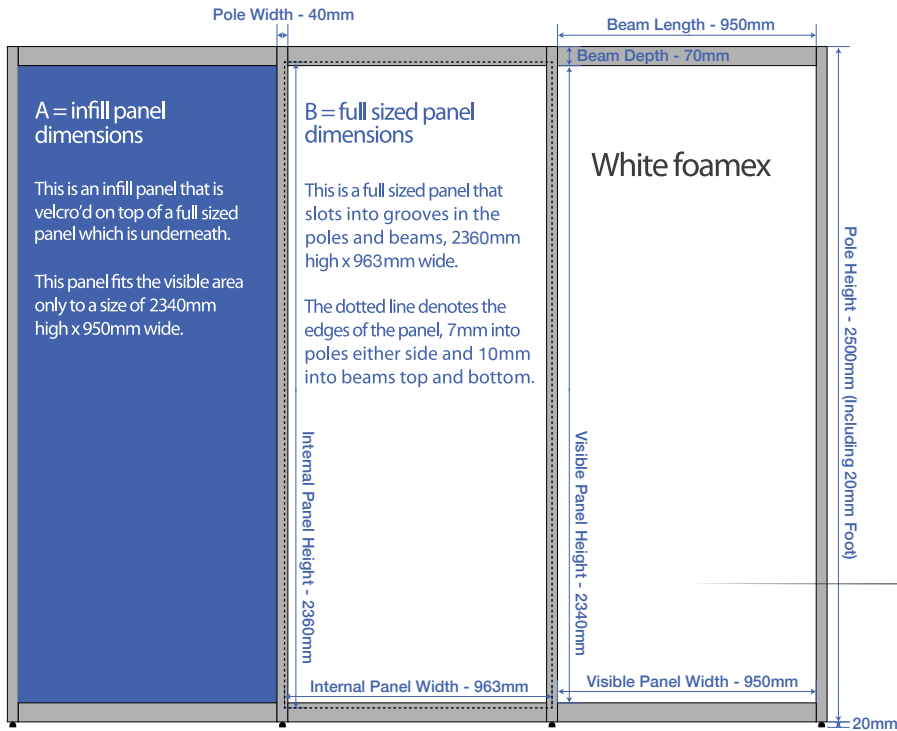 Pole Width - 40mm
Beam Length - 950mm
Beam Depth - 70mm
A = infill panel
dimensions
This is an infill panel that is
velcro'd on top of a full sized
panel which is underneath.
This panel fits the visible area
only to a size of 2340mm
high x 950mm wide.
B = full sized panel
dimensions
This is a full sized panel that
slots into grooves in the
poles and beams, 2360mm
high x 963mm wide.
The dotted line denotes the
edges of the panel, 7mm into
poles either side and 10mm
into beams top and bottom.
White foamex
Internal Panel Height - 2360mm
Visible Panel Height - 2340mm
Pole Height - 2500mm (Including 20mm Foot)
Internal Panel Width - 963mm
Visible Panel Width - 950mm
20mm